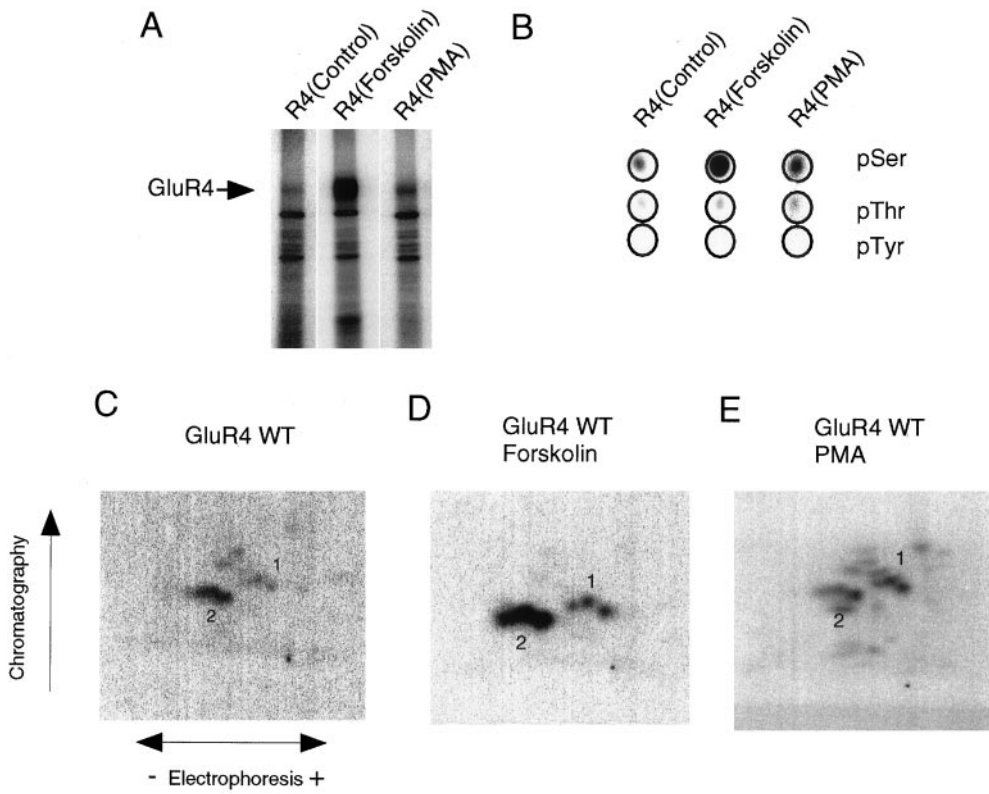 A
R4(Control)
R4(Forskolin)
R4(PMA)
GluR4
B
R4(Control)
R4(Forskolin)
R4(PMA)
pSer
pThr
pTyr
C
GluR4 WT
1
2
Chromatography
- Electrophoresis +
D
GluR4 WT
Forskolin
1
2
E
GluR4 WT
PMA
1
2